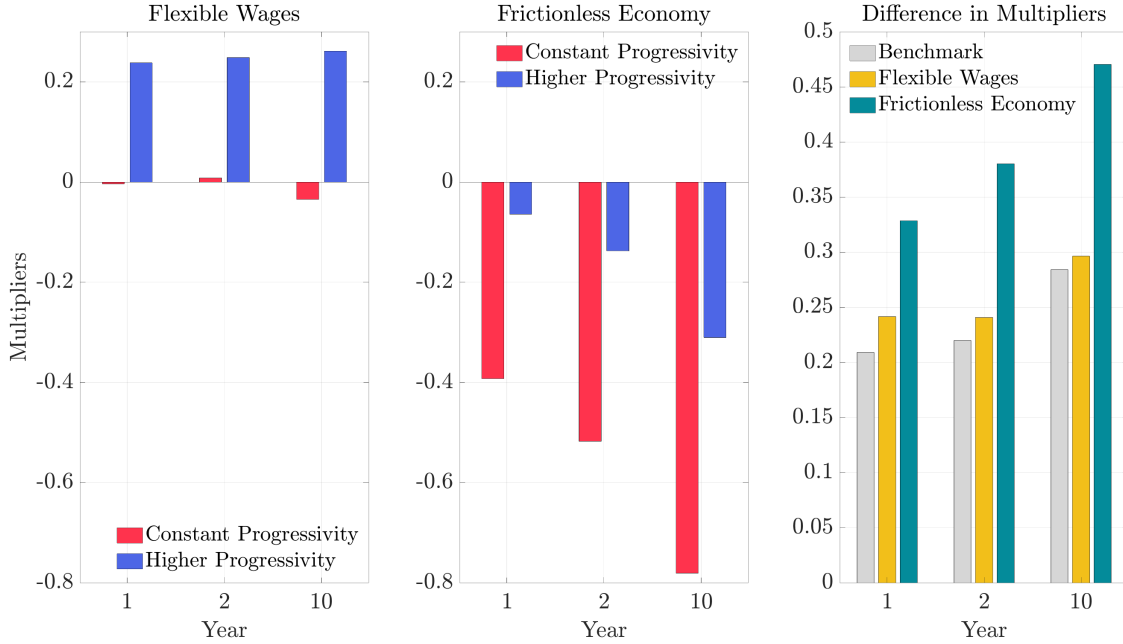 Flexible Wages
Multipliers
0.2
0
-0.2
-0.4
-0.6
-0.8
Constant Progressivity
Higher Progressivity
1 2 10
Year
Frictionless Economy
Constant Progressivity
Higher Progressivity
0.2
0
-0.2
-0.4
-0.6
-0.8
1 2 10
Year
Difference in Multipliers
Benchmark
Flexible Wages
Frictionless Economy
0.5
0.45
0.4
0.35
0.3
0.25
0.2
0.15
0.1
0.05
0
1 2 10
Year